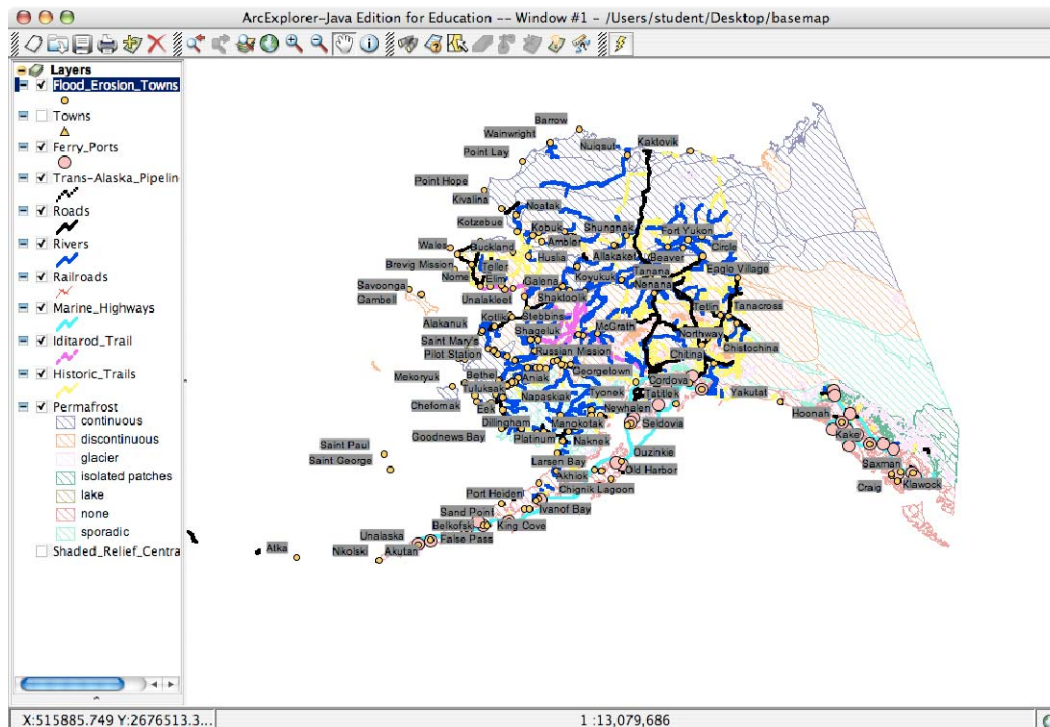 ArcExplorer-Java Edition for Education -- Window #1 - /Users/student/Desktop/basemap
Layers
Flood_Erosion_Towns
Towns
Ferry_Ports
Trans-Alaska_Pipelin
Roads
Rivers
Railroads
Marine_Highways
Iditarod_Trail
Historic_Trails
Permafrost
continuous
discontinuous
glacier
isolated patches
lake
none
sporadic
Shaded_Relief_Centra
Barrow
Wainwright
Nuiqsut
Kaktovik
Point Lay
Point Hope
Kivalina
Noatak
Kotzebue
Kobuk
Shungnak
Fort Yukon
Wales
Buckland
Ambler
Circle
Brevig Mission
Teller
Huslia
Allakaket
Beaver
Nome
Elim
Galena
Koyukuk
Tanana
Eagle Village
Savoonga
Unalakleet
Nenana
Gambell
Shaktoolik
Tetlin
Tanacross
Alakanuk
Kotlik
Stebbins
Saint Mary's
Shageluk
McGrath
Northway
Pilot Station
Russian Mission
Chitina
Chistochina
Mekoryuk
Bethel
Aniak
Georgetown
Cordova
Tuluksak
Tyonek
Tatitlek
Yakutat
Chefornak
Eek
Napaskiak
Newhalen
Hoonah
Dillingham
Manokotak
Seldovia
Goodnews Bay
Platinum
Naknek
Kake
Saint Paul
Ouzinkie
Saint George
Larsen Bay
Old Harbor
Saxman
Akhiok
Klawock
Port Heiden
Chignik Lagoon
Craig
Sand Point
Ivanof Bay
Belkofski
King Cove
Unalaska
False Pass
Atka
Nikolski
Akutan
X:515885.749 Y:2676513.3...
1 :13,079,686